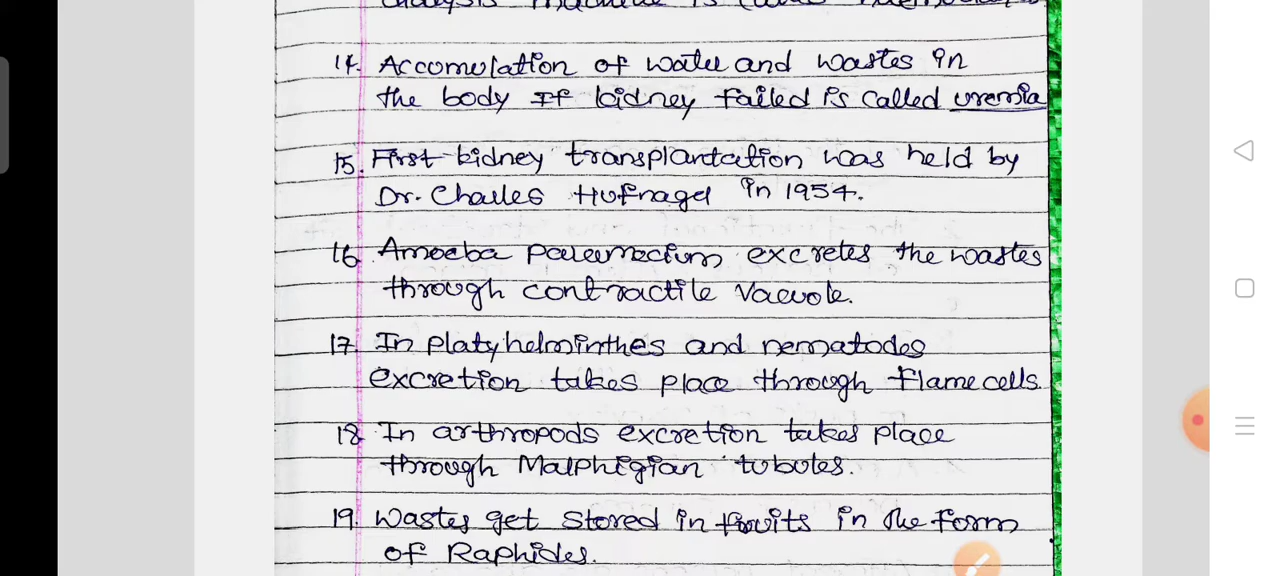 dialysis machine is
14. Accomulation of water and wastes in
the body If kidney failed is called uremia
15. First kidney transplantation was held by
Dr. Charles Hufnagel in 1954.
16 Amoeba paramecium excretes the wastes
through contractile vacuole.
17. In platyhelminthes and nematodes
excretion takes place through flame cells.
18. In arthropods excretion takes place
through Malphigian tubules.
19 Wastes get stored in fruits in the form
of Raphides.